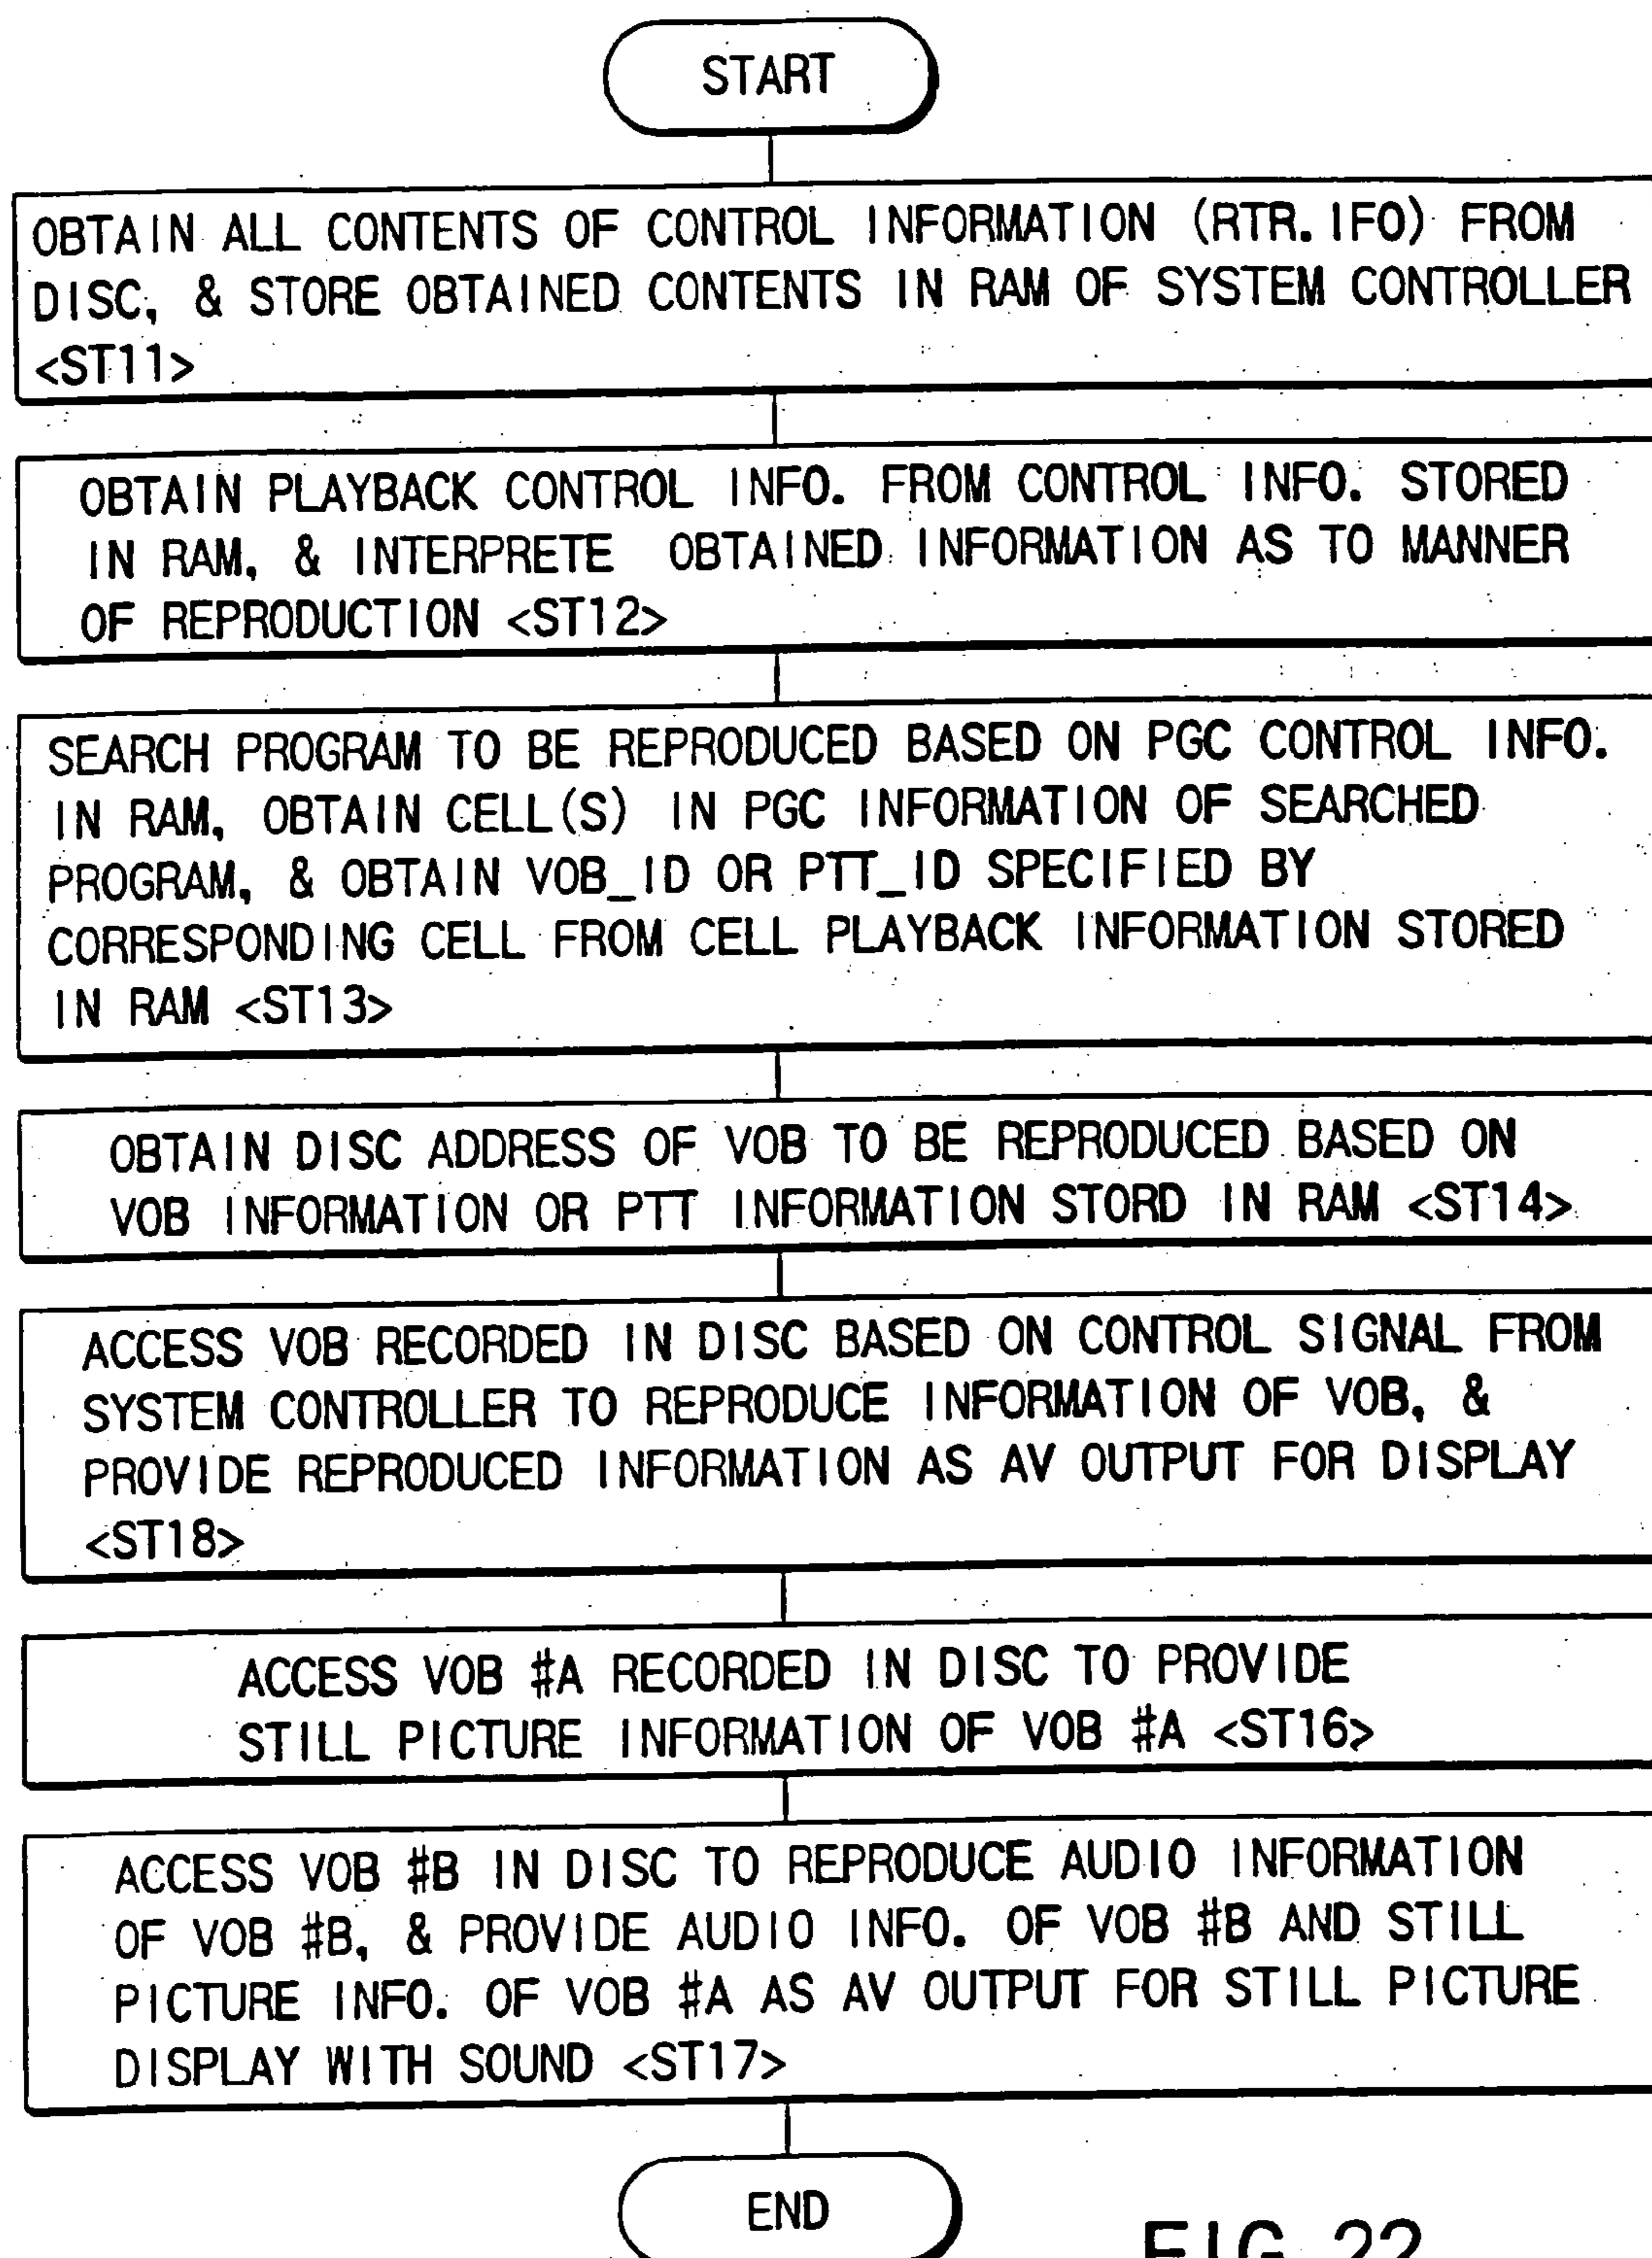 START
OBTAIN ALL CONTENTS OF CONTROL INFORMATION (RTR.IFO) FROM
DISC, & STORE OBTAINED CONTENTS IN RAM OF SYSTEM CONTROLLER
<ST11>
OBTAIN PLAYBACK CONTROL INFO. FROM CONTROL INFO. STORED
IN RAM, & INTERPRETE OBTAINED INFORMATION AS TO MANNER
OF REPRODUCTION <ST12>
SEARCH PROGRAM TO BE REPRODUCED BASED ON PGC CONTROL INFO.
IN RAM, OBTAIN CELL(S) IN PGC INFORMATION OF SEARCHED
PROGRAM, & OBTAIN VOB_ID OR PTT_ID SPECIFIED BY
CORRESPONDING CELL FROM CELL PLAYBACK INFORMATION STORED
IN RAM <ST13>
OBTAIN DISC ADDRESS OF VOB TO BE REPRODUCED BASED ON
VOB INFORMATION OR PTT INFORMATION STORD IN RAM <ST14>
ACCESS VOB RECORDED IN DISC BASED ON CONTROL SIGNAL FROM
SYSTEM CONTROLLER TO REPRODUCE INFORMATION OF VOB, &
PROVIDE REPRODUCED INFORMATION AS AV OUTPUT FOR DISPLAY
<ST18>
ACCESS VOB #A RECORDED IN DISC TO PROVIDE
STILL PICTURE INFORMATION OF VOB #A <ST16>
ACCESS VOB #B IN DISC TO REPRODUCE AUDIO INFORMATION
OF VOB #B, & PROVIDE AUDIO INFO. OF VOB #B AND STILL
PICTURE INFO. OF VOB #A AS AV OUTPUT FOR STILL PICTURE
DISPLAY WITH SOUND <ST17>
END
FIG. 22